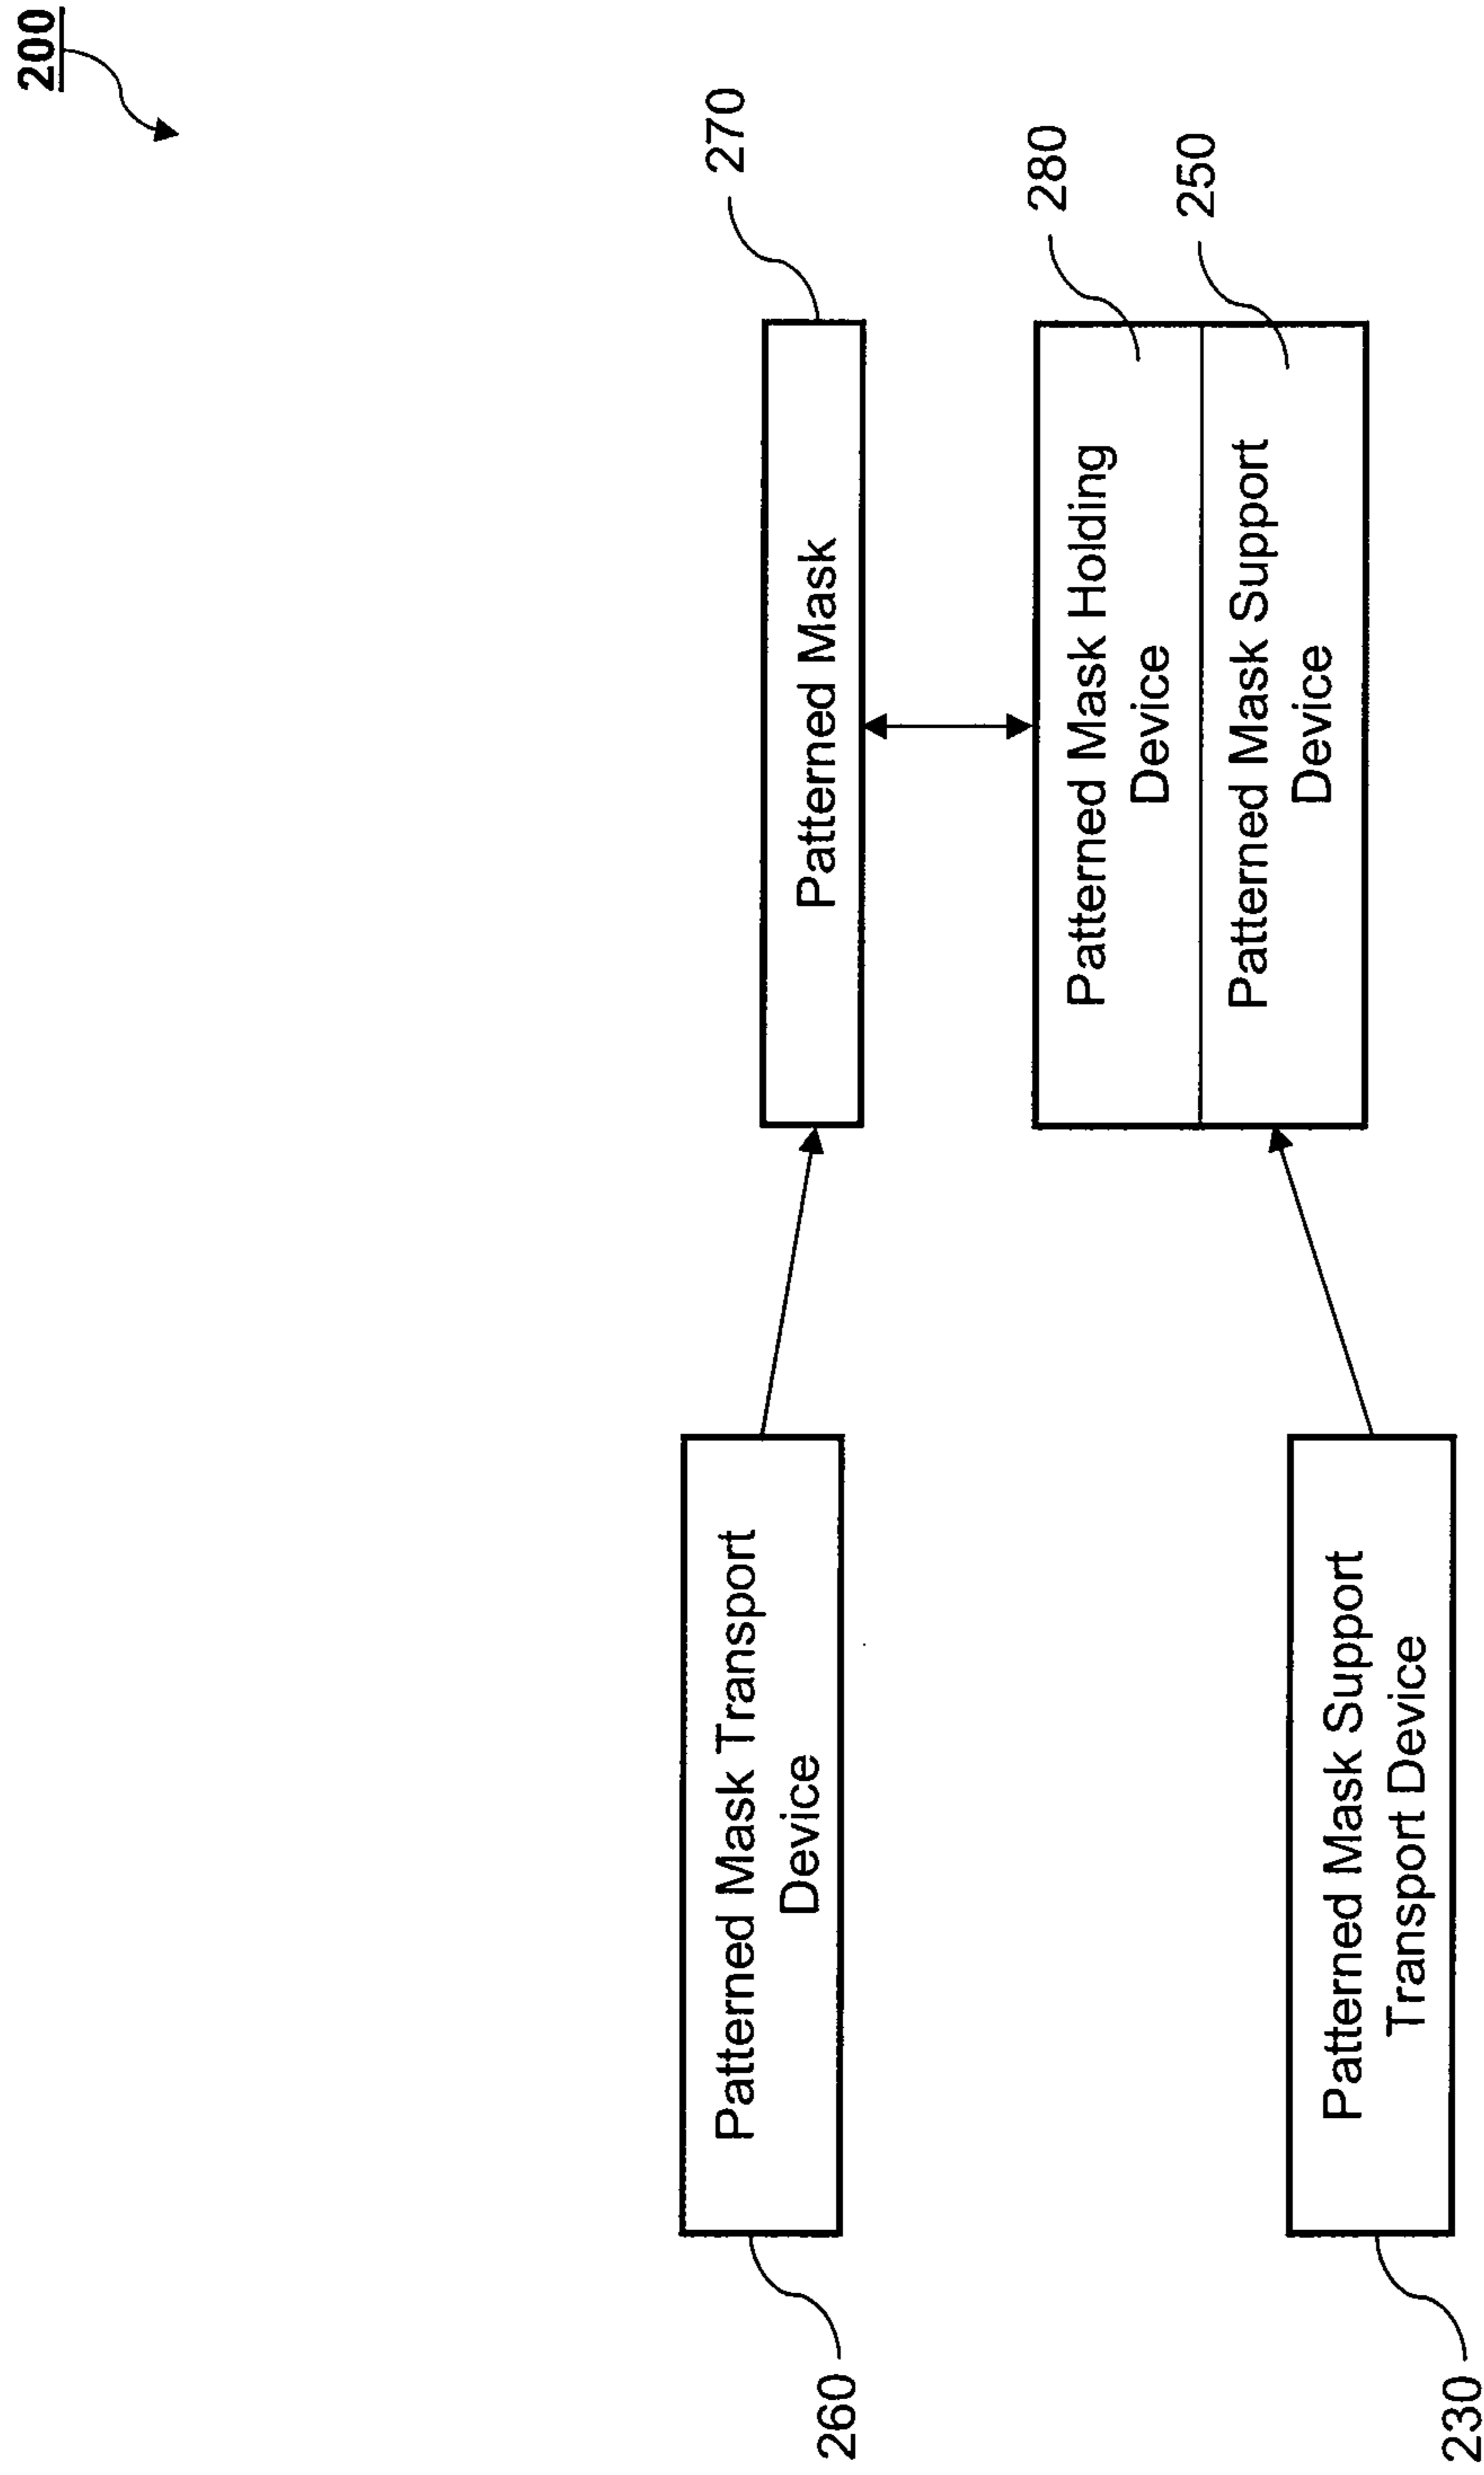 200
260
Patterned Mask Transport
Device
Patterned Mask
270
Patterned Mask Holding
Device
280
Patterned Mask Support
Device
250
230
Patterned Mask Support
Transport Device